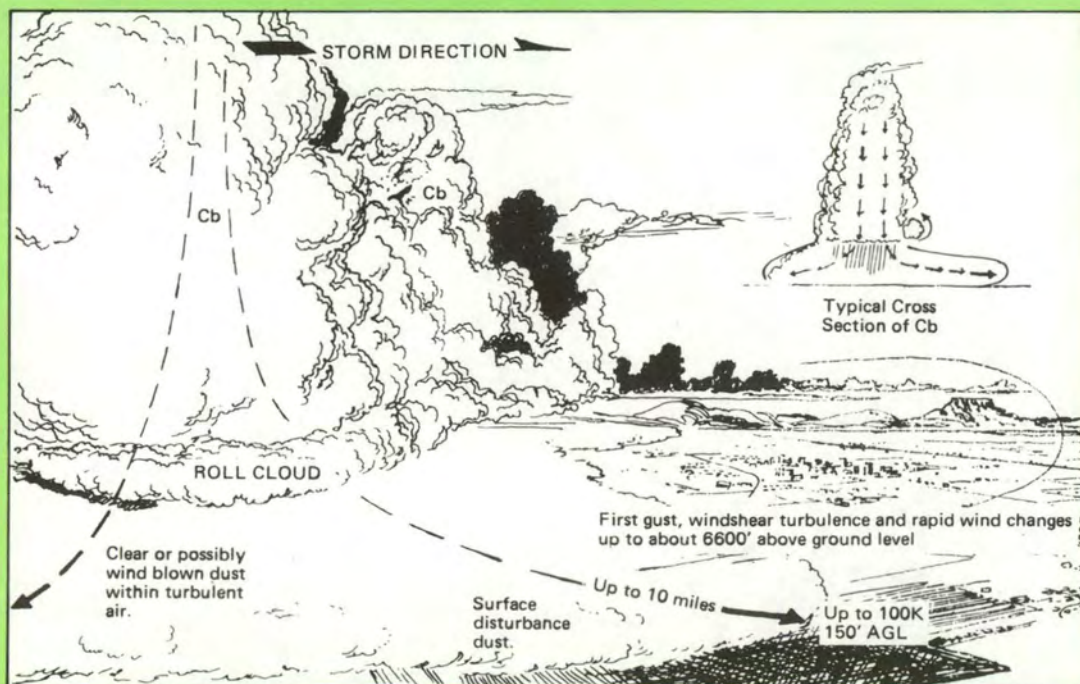 STORM DIRECTION
Cb
Cb
Typical Cross
Section of Cb
ROLL CLOUD
First gust, windshear turbulence and rapid wind changes
up to about 6600' above ground level
Clear or possibly
wind blown dust
within turbulent
air.
Surface
disturbance
dust.
Up to 10 miles
Up to 100K
150' AGL